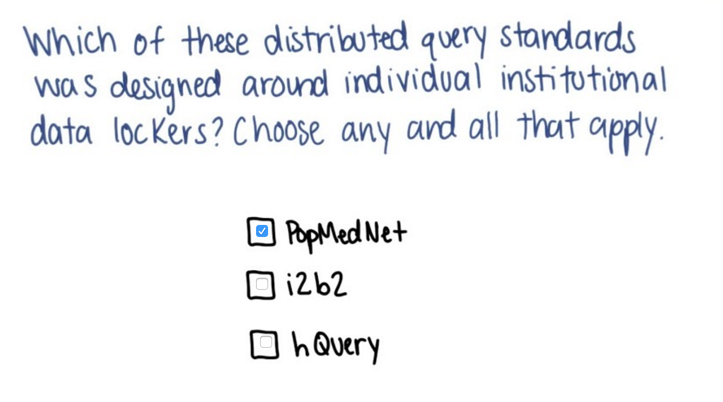 Which of these distributed query standards
was designed around individual institutional
data lockers? Choose any and all that apply.
PopMedNet
i2b2
hQuery